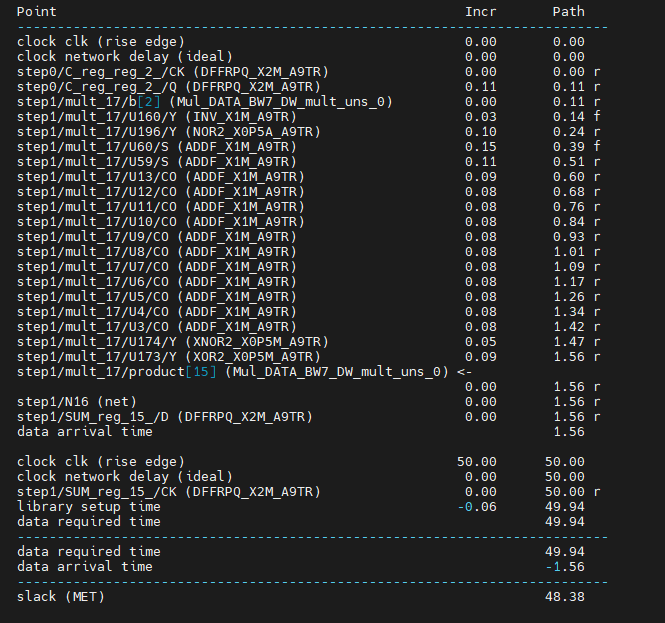 Point Incr Path
--------------------------------------------------------------------------
clock clk (rise edge) 0.00 0.00
clock network delay (ideal) 0.00 0.00
step0/C_reg_reg_2_/CK (DFFRPQ_X2M_A9TR) 0.00 0.00 r
step0/C_reg_reg_2_/Q (DFFRPQ_X2M_A9TR) 0.11 0.11 r
step1/mult_17/b[2] (Mul_DATA_BW7_DW_mult_uns_0) 0.00 0.11 r
step1/mult_17/U160/Y (INV_X1M_A9TR) 0.03 0.14 f
step1/mult_17/U196/Y (NOR2_X0P5A_A9TR) 0.10 0.24 r
step1/mult_17/U60/S (ADDF_X1M_A9TR) 0.15 0.39 f
step1/mult_17/U59/S (ADDF_X1M_A9TR) 0.11 0.51 r
step1/mult_17/U13/CO (ADDF_X1M_A9TR) 0.09 0.60 r
step1/mult_17/U12/CO (ADDF_X1M_A9TR) 0.08 0.68 r
step1/mult_17/U11/CO (ADDF_X1M_A9TR) 0.08 0.76 r
step1/mult_17/U10/CO (ADDF_X1M_A9TR) 0.08 0.84 r
step1/mult_17/U9/CO (ADDF_X1M_A9TR) 0.08 0.93 r
step1/mult_17/U8/CO (ADDF_X1M_A9TR) 0.08 1.01 r
step1/mult_17/U7/CO (ADDF_X1M_A9TR) 0.08 1.09 r
step1/mult_17/U6/CO (ADDF_X1M_A9TR) 0.08 1.17 r
step1/mult_17/U5/CO (ADDF_X1M_A9TR) 0.08 1.26 r
step1/mult_17/U4/CO (ADDF_X1M_A9TR) 0.08 1.34 r
step1/mult_17/U3/CO (ADDF_X1M_A9TR) 0.08 1.42 r
step1/mult_17/U174/Y (XNOR2_X0P5M_A9TR) 0.05 1.47 r
step1/mult_17/U173/Y (XOR2_X0P5M_A9TR) 0.09 1.56 r
step1/mult_17/product[15] (Mul_DATA_BW7_DW_mult_uns_0) <-
0.00 1.56 r
step1/N16 (net) 0.00 1.56 r
step1/SUM_reg_15_/D (DFFRPQ_X2M_A9TR) 0.00 1.56 r
data arrival time 1.56
clock clk (rise edge) 50.00 50.00
clock network delay (ideal) 0.00 50.00
step1/SUM_reg_15_/CK (DFFRPQ_X2M_A9TR) 0.00 50.00 r
library setup time -0.06 49.94
data required time 49.94
--------------------------------------------------------------------------
data required time 49.94
data arrival time -1.56
--------------------------------------------------------------------------
slack (MET) 48.38